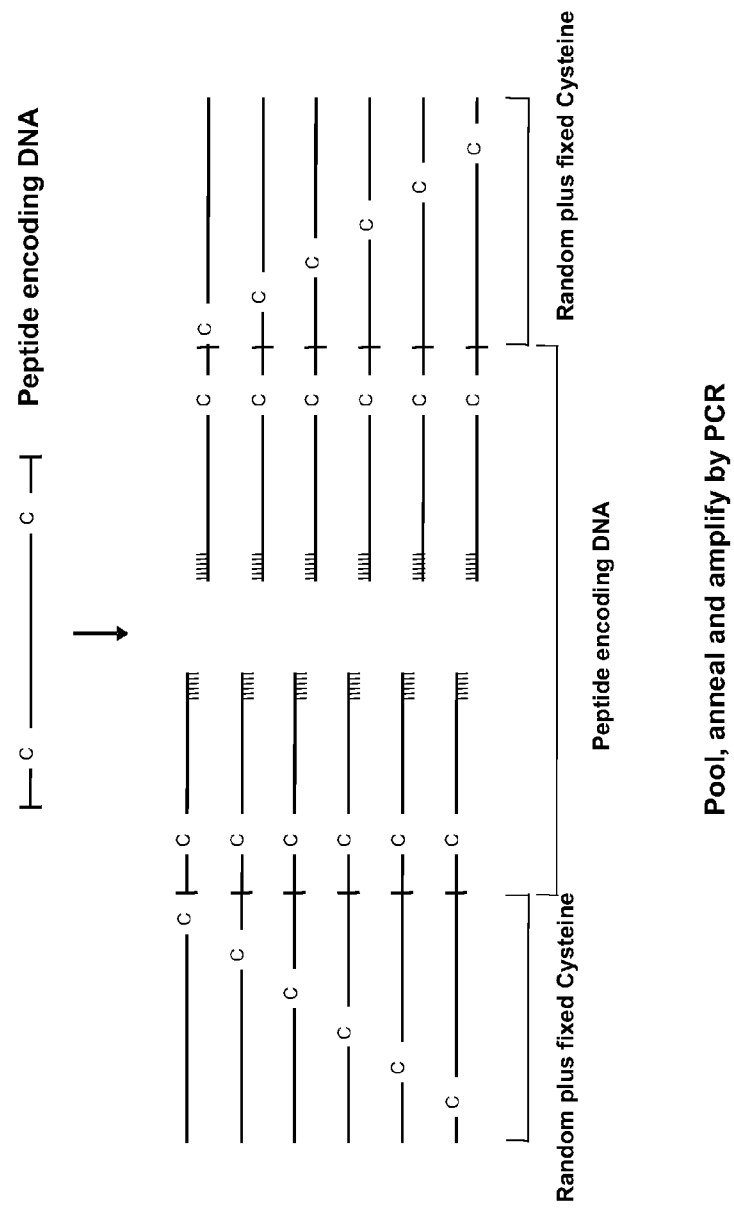 C C Peptide encoding DNA
C C C C
C C C C
C C C C
C C C C
C C C C
C C C C
Random plus fixed Cysteine
Random plus fixed Cysteine
Peptide encoding DNA
Pool, anneal and amplify by PCR